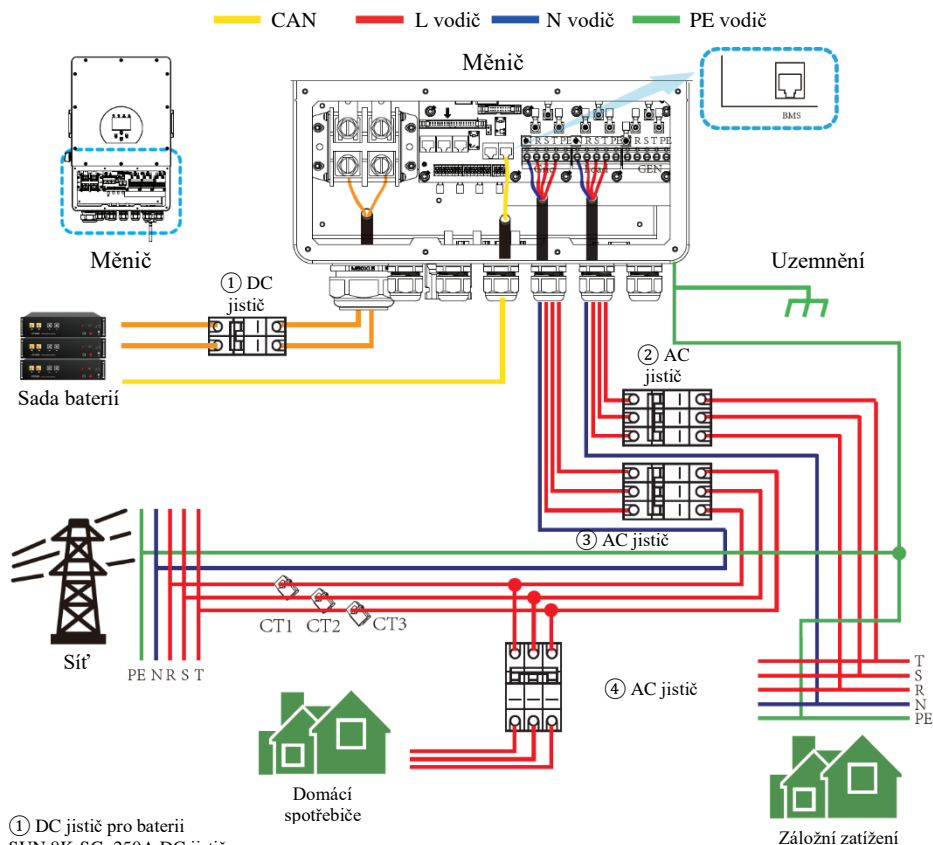 CAN
L vodič
N vodič
PE vodič
Měnič
BMS
R S T PE
R S T PE
R S T PE
Grid
Load
GEN
Měnič
① DC
jistič
Uzemnění
② AC
jistič
Sada baterií
③ AC jistič
CT1
CT2
CT3
Síť
PE N R S T
④ AC jistič
T
S
R
N
PE
Domácí
spotřebiče
Záložní zatížení
① DC jistič pro baterii